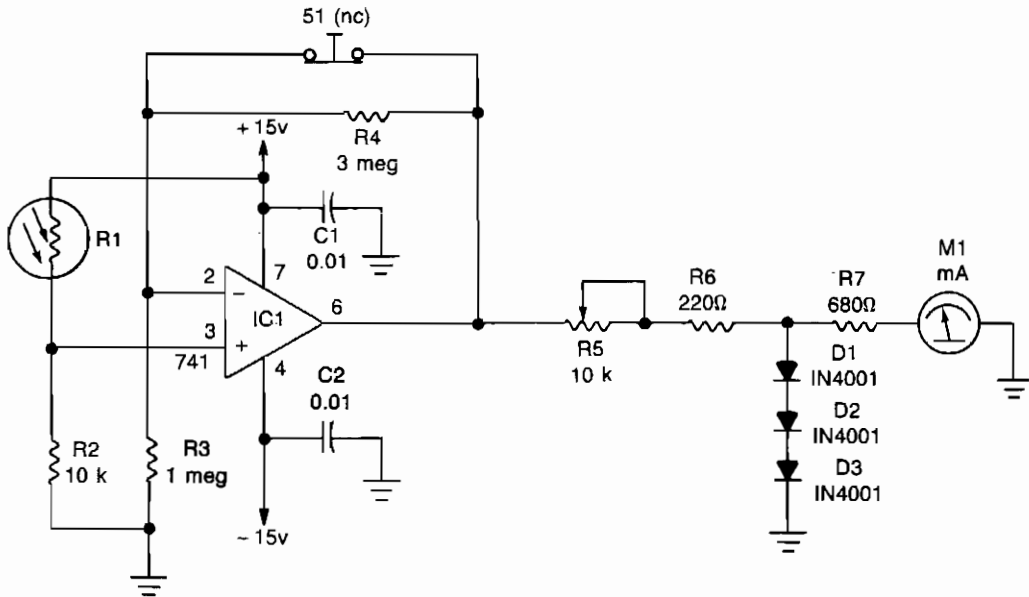 51 (nc)
+ 15v
R4
3 meg
R1
C1
0.01
M1
mA
2
7
R6
220Ω
R7
680Ω
−
IC1
6
3
+
741
4
R5
10 k
D1
IN4001
C2
0.01
D2
IN4001
R2
10 k
R3
1 meg
D3
IN4001
- 15v